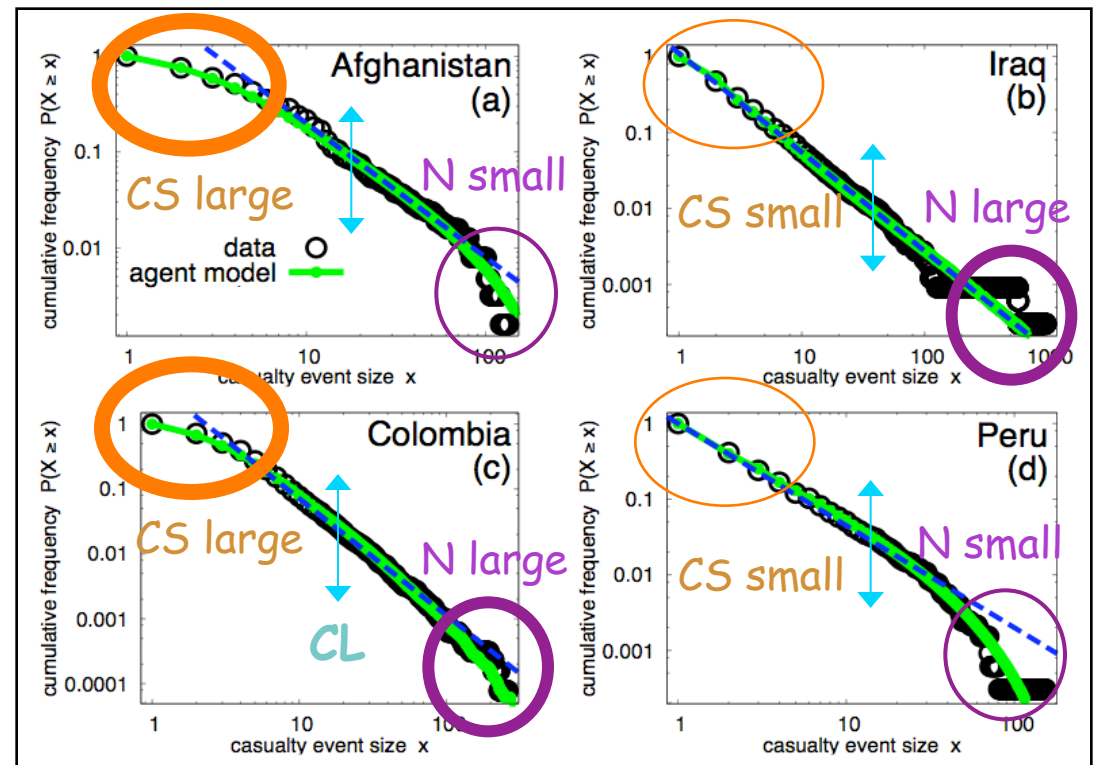 Afghanistan
(a)
cumulative frequency P(X ≥ x)
1
0.1
0.01
CS large
N small
data
agent model
1
10
100
casualty event size x
Iraq
(b)
cumulative frequency P(X ≥ x)
1
0.1
0.01
0.001
CS small
N large
1
10
100
1000
casualty event size x
Colombia
(c)
cumulative frequency P(X ≥ x)
1
0.1
0.01
0.001
0.0001
CS large
N large
CL
1
10
100
casualty event size x
Peru
(d)
cumulative frequency P(X ≥ x)
1
0.1
0.01
0.001
CS small
N small
1
10
100
casualty event size x